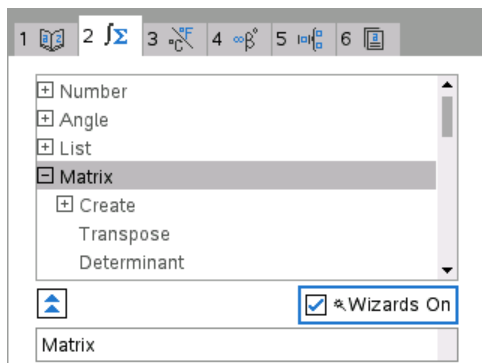 1 2 ∫Σ 3 °C°F 4 ∞β° 5 6
Number
Angle
List
Matrix
Create
Transpose
Determinant
Wizards On
Matrix